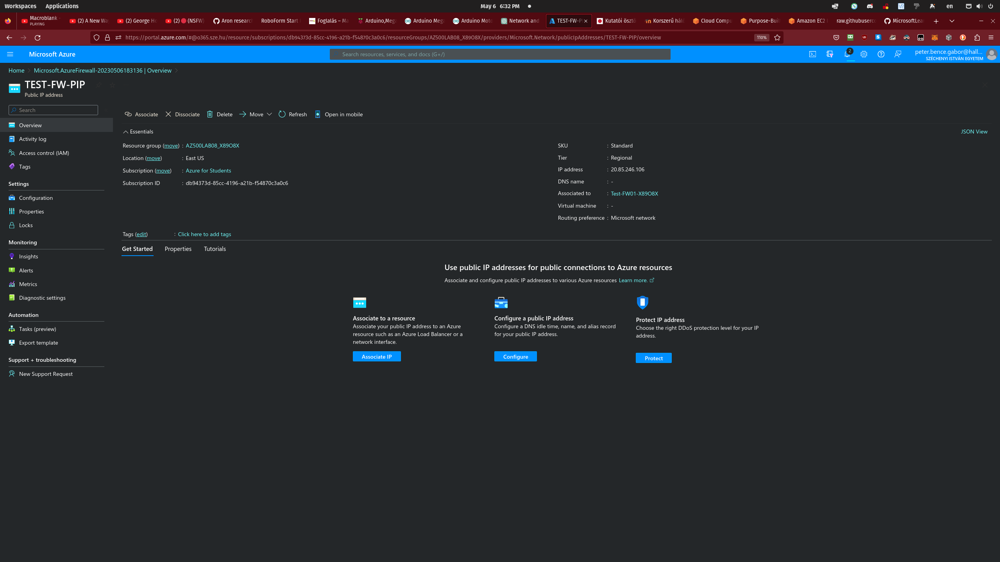 Workspaces Applications May 6 6:32 PM en
Macroblank -
PLAYING
(2) A New Wa
(2) George Ho
(2) (NSFW)
Aron research
RoboForm Start
Foglalás – Ma
Arduino,Mega
Arduino Mega
Arduino Moto
Network and
TEST-FW-PI
Kutatói ösztö
Korszerű háló
Cloud Compu
Purpose-Built
Amazon EC2
raw.githubuserco
MicrosoftLear
https://portal.azure.com/#@o365.sze.hu/resource/subscriptions/db94373d-85cc-4196-a21b-f54870c3a0c6/resourceGroups/AZ500LAB08_X89O8X/providers/Microsoft.Network/publicIpAddresses/TEST-FW-PIP/overview 110%
Microsoft Azure
Search resources, services, and docs (G+/)
2
peter.bence.gabor@hall...
SZÉCHENYI ISTVÁN EGYETEM
Home > Microsoft.AzureFirewall-20230506183136 | Overview >
TEST-FW-PIP
Public IP address
Search
Overview
Activity log
Access control (IAM)
Tags
Settings
Configuration
Properties
Locks
Monitoring
Insights
Alerts
Metrics
Diagnostic settings
Automation
Tasks (preview)
Export template
Support + troubleshooting
New Support Request
Associate Dissociate Delete Move Refresh Open in mobile
Essentials
JSON View
Resource group (move) : AZ500LAB08_X89O8X
Location (move) : East US
Subscription (move) : Azure for Students
Subscription ID : db94373d-85cc-4196-a21b-f54870c3a0c6
SKU : Standard
Tier : Regional
IP address : 20.85.246.106
DNS name : -
Associated to : Test-FW01-X89O8X
Virtual machine : -
Routing preference : Microsoft network
Tags (edit) : Click here to add tags
Get Started Properties Tutorials
Use public IP addresses for public connections to Azure resources
Associate and configure public IP addresses to various Azure resources Learn more.
Associate to a resource
Associate your public IP address to an Azure
resource such as an Azure Load Balancer or a
network interface.
Associate IP
Configure a public IP address
Configure a DNS idle time, name, and alias record
for your public IP address.
Configure
Protect IP address
Choose the right DDoS protection level for your IP
address.
Protect